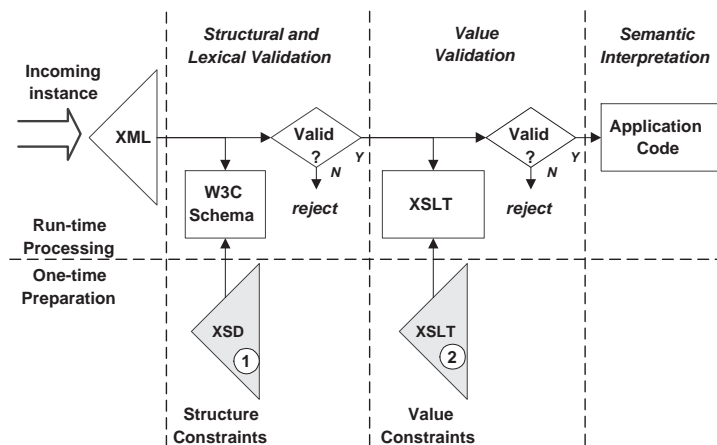 Structural and
Lexical Validation
Value
Validation
Semantic
Interpretation
Incoming
instance
XML
Valid
?
Y
N
reject
W3C
Schema
Valid
?
Y
N
reject
XSLT
Application
Code
Run-time
Processing
One-time
Preparation
XSD
1
XSLT
2
Structure
Constraints
Value
Constraints